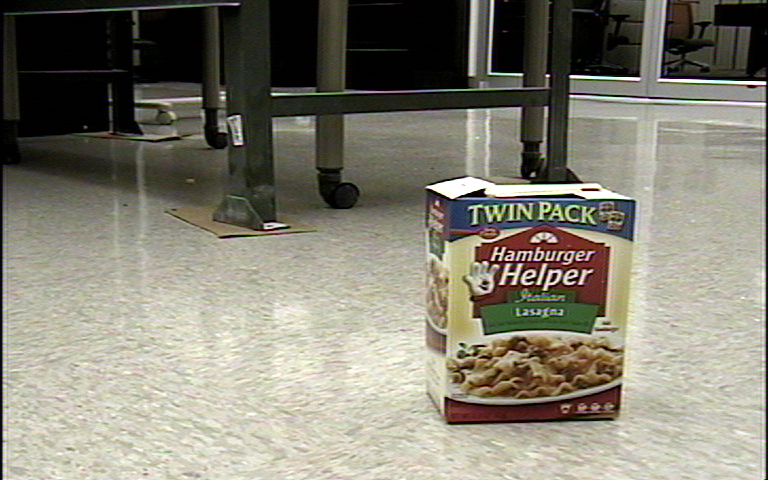 TWIN PACK
Hamburger
Helper
Italian
Lasagna